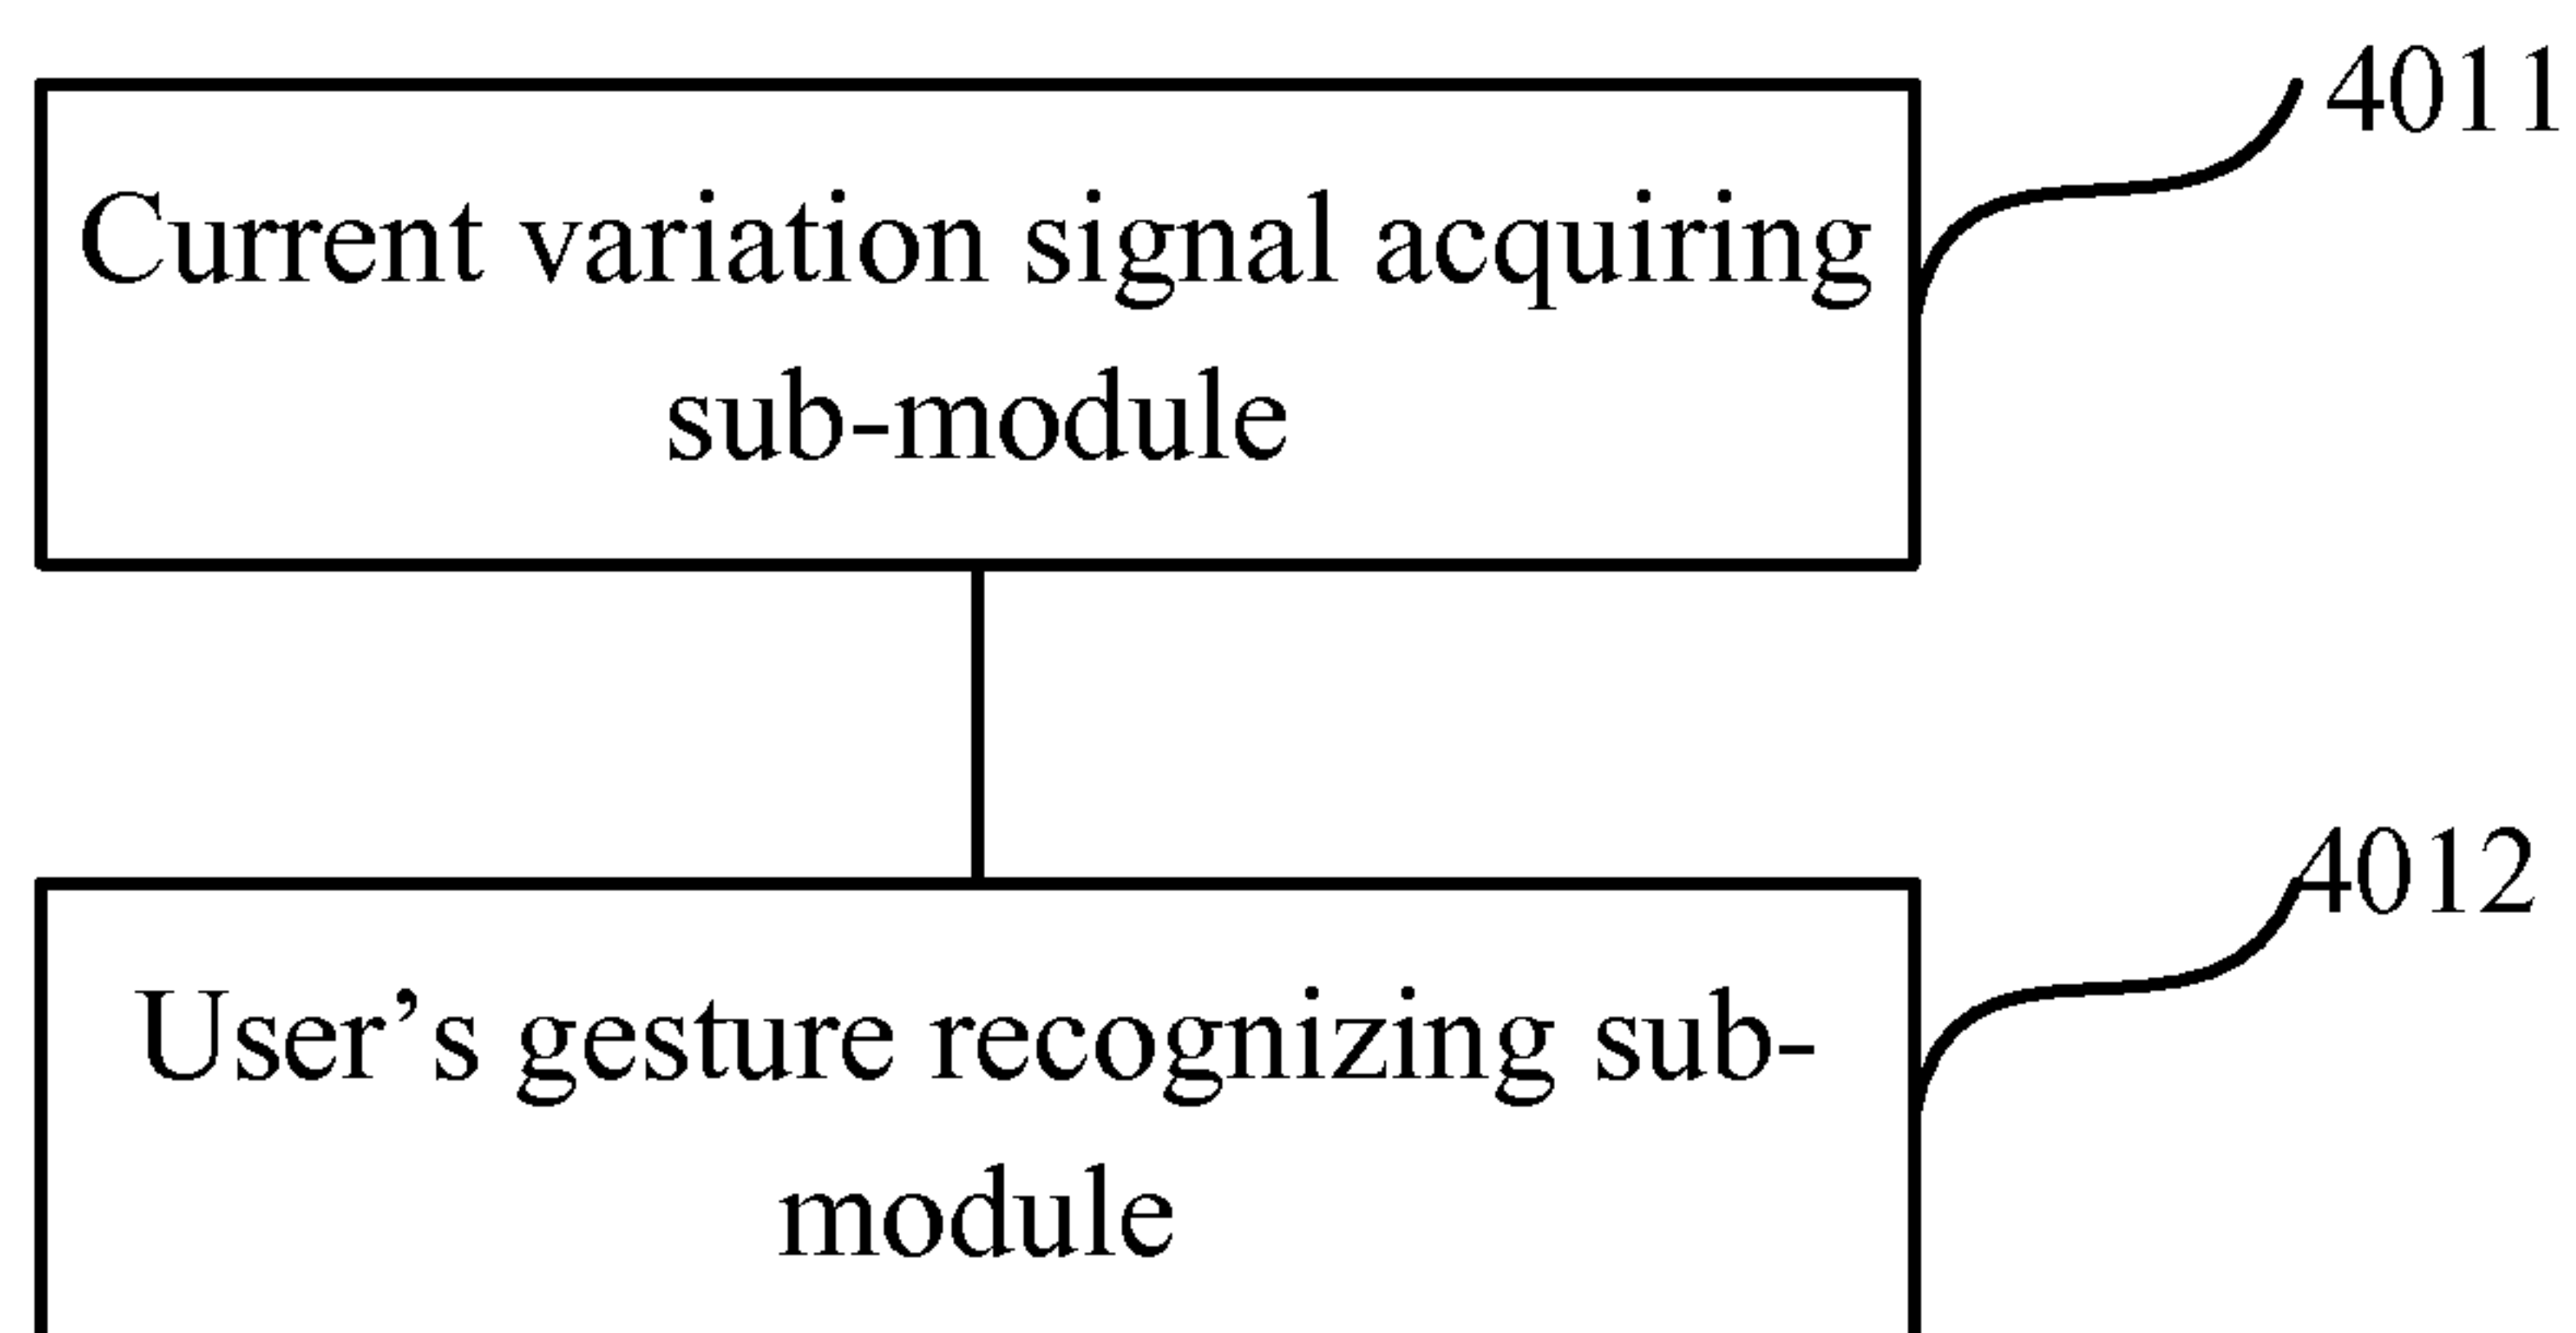 4011
Current variation signal acquiring
sub-module
4012
User’s gesture recognizing sub-
module